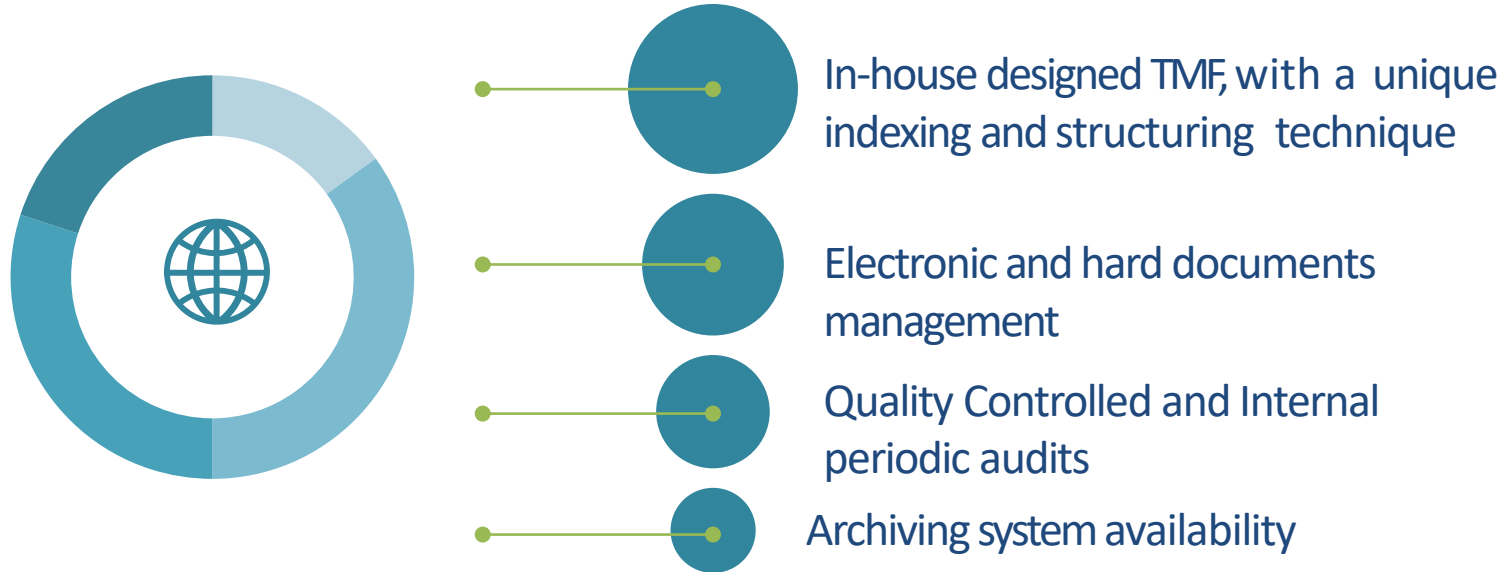 In-house designed TMF, with a unique
indexing and structuring technique
Electronic and hard documents
management
Quality Controlled and Internal
periodic audits
Archiving system availability